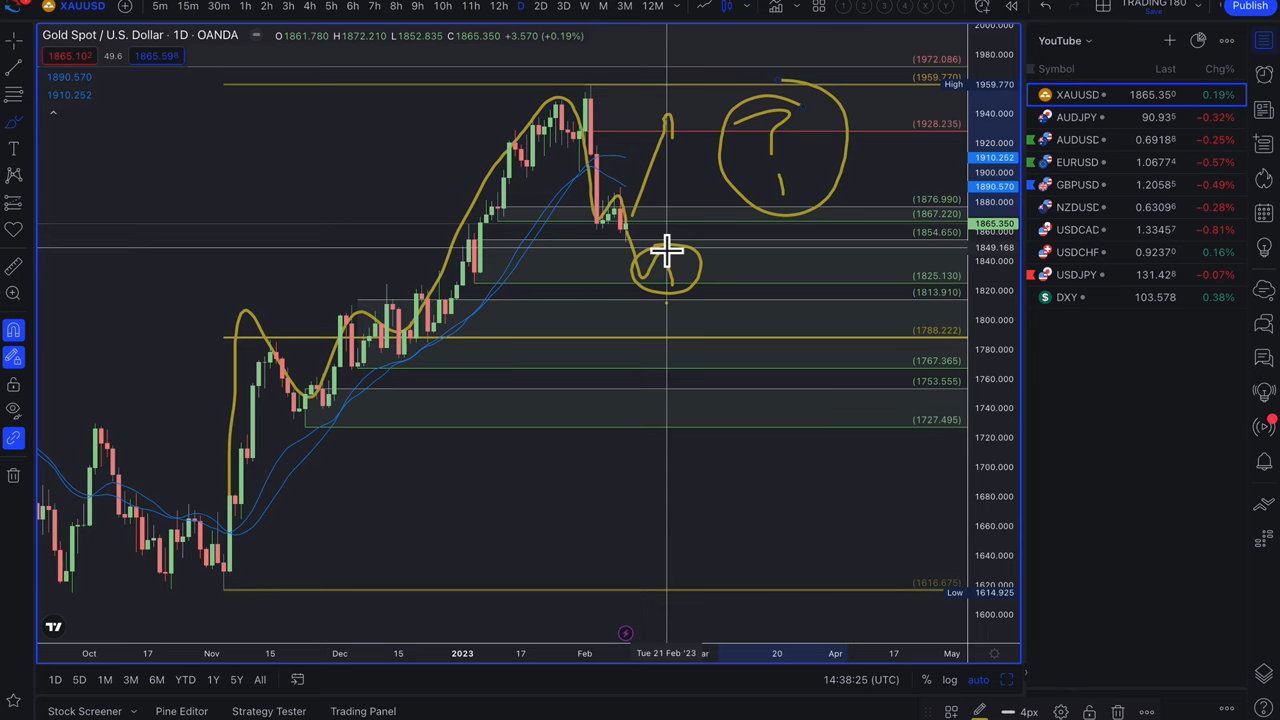 XAUUSD 5m 15m 30m 1h 2h 3h 4h 5h 6h 7h 8h 9h 10h 11h 12h D 2D 3D W M 3M 12M 1 2 3 4 TRADING180 Save Publish
Gold Spot / U.S. Dollar · 1D · OANDA O1861.780 H1872.210 L1852.835 C1865.350 +3.570 (+0.19%)
1865.102 49.6 1865.598
1890.570
1910.252
2000.000
1980.000
(1972.086)
(1959.770)
High 1959.770
1940.000
(1928.235)
1920.000
1910.252
1900.000
1890.570
1880.000
(1876.990)
(1867.220)
1865.350
(1854.650)
1860.000
1849.168
1840.000
(1825.130)
1820.000
(1813.910)
1800.000
(1788.222)
1780.000
(1767.365)
1760.000
(1753.555)
1740.000
(1727.495)
1720.000
1700.000
1680.000
1660.000
1640.000
(1616.675)
1620.000
Low 1614.925
1600.000
?
Oct 17 Nov 15 Dec 15 2023 17 Feb Tue 21 Feb '23 ar 20 Apr 17 May
1D 5D 1M 3M 6M YTD 1Y 5Y All 14:38:25 (UTC) % log auto
Stock Screener Pine Editor Strategy Tester Trading Panel 4px
YouTube
Symbol Last Chg%
XAUUSD 1865.350 0.19%
AUDJPY 90.935 −0.32%
AUDUSD 0.69188 −0.25%
EURUSD 1.06774 −0.57%
GBPUSD 1.20585 −0.49%
NZDUSD 0.63096 −0.28%
USDCAD 1.33457 −0.81%
USDCHF 0.92370 0.16%
USDJPY 131.428 −0.07%
DXY 103.578 0.38%